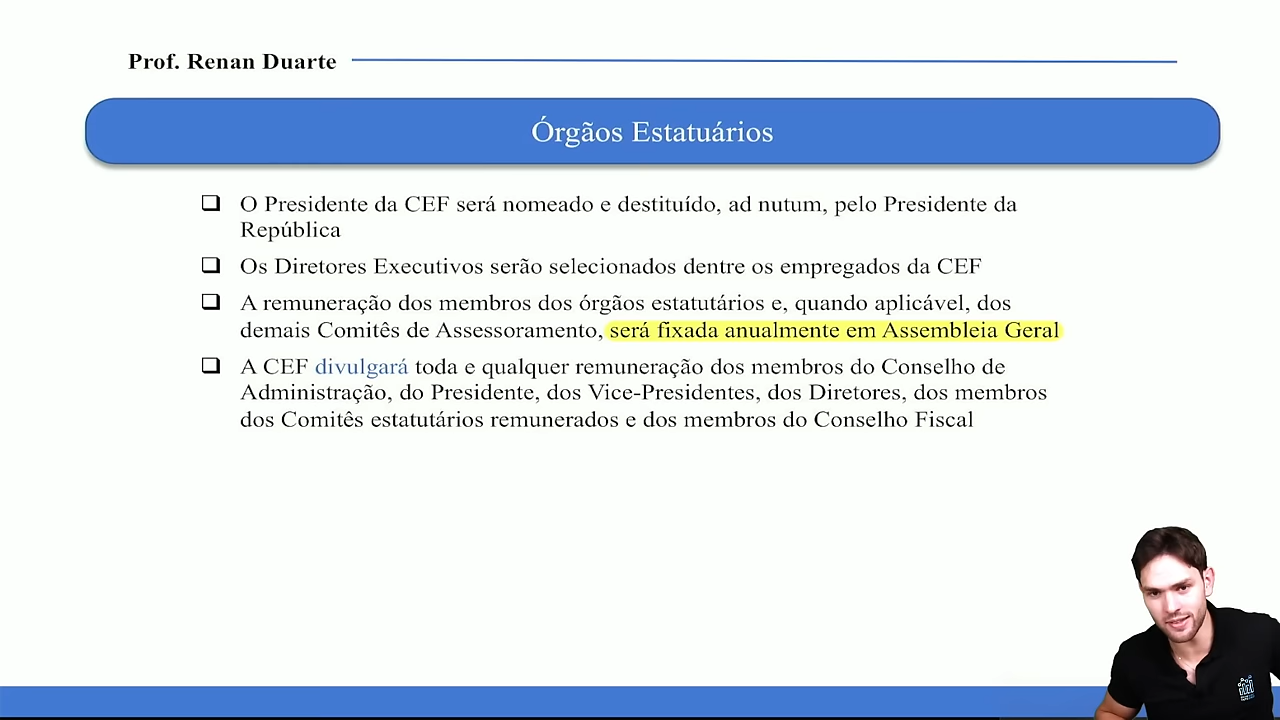 Prof. Renan Duarte
Órgãos Estatuários
O Presidente da CEF será nomeado e destituído, ad nutum, pelo Presidente da
República
Os Diretores Executivos serão selecionados dentre os empregados da CEF
A remuneração dos membros dos órgãos estatutários e, quando aplicável, dos
demais Comitês de Assessoramento, será fixada anualmente em Assembleia Geral
A CEF divulgará toda e qualquer remuneração dos membros do Conselho de
Administração, do Presidente, dos Vice-Presidentes, dos Diretores, dos membros
dos Comitês estatutários remunerados e dos membros do Conselho Fiscal